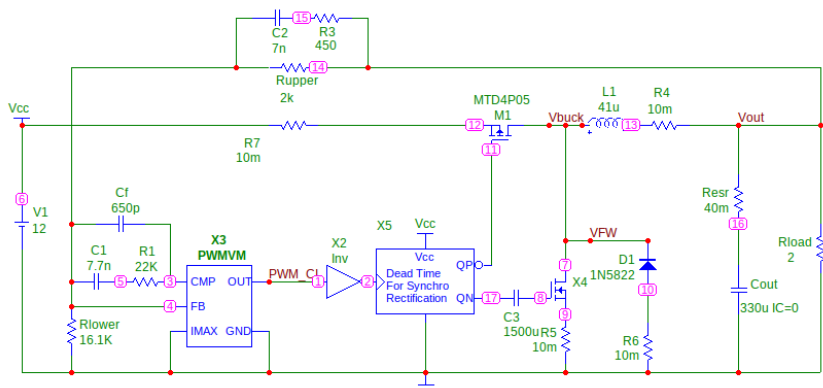 15
C2
7n
R3
450
14
Rupper
2k
Vcc
MTD4P05
M1
12
11
R7
10m
Vbuck
L1
41u
13
R4
10m
Vout
6
V1
12
Cf
650p
C1
7.7n
5
R1
22K
3
4
X3
PWMVM
CMP
OUT
FB
IMAX
GND
Rlower
16.1K
PWM_CL
1
X2
Inv
2
X5
Vcc
Vcc
Dead Time
For Synchro
Rectification
QP
QN
17
C3
1500u
8
7
X4
9
R5
10m
VFW
D1
1N5822
10
R6
10m
Resr
40m
16
Cout
330u IC=0
Rload
2